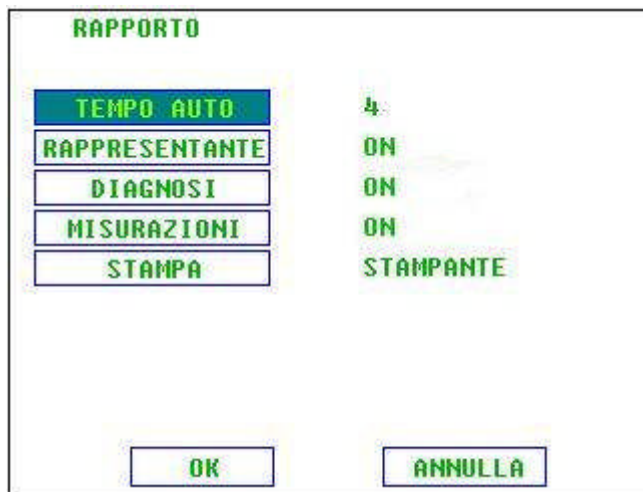 RAPPORTO
TEMPO AUTO 4
RAPPRESENTANTE ON
DIAGNOSI ON
MISURAZIONI ON
STAMPA STAMPANTE
OK ANNULLA